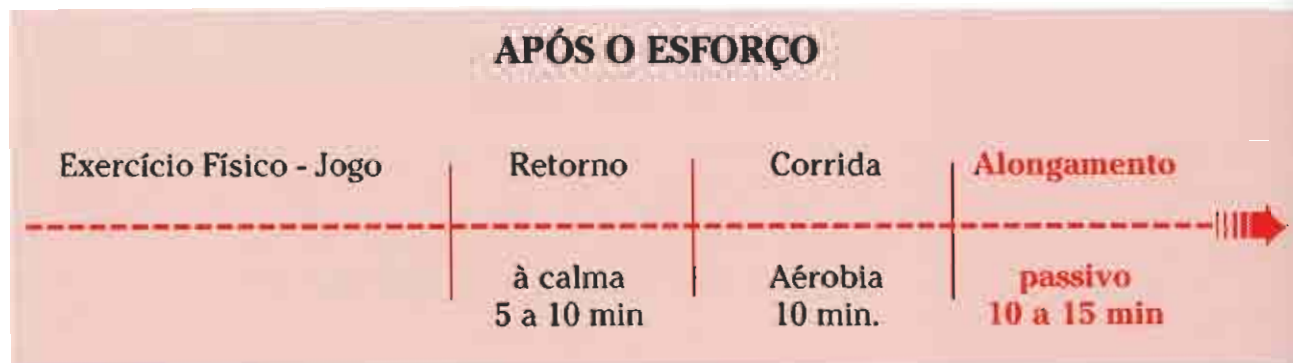 APÓS O ESFORÇO
Exercício Físico - Jogo
Retorno
à calma
5 a 10 min
Corrida
Aérobia
10 min.
Alongamento
passivo
10 a 15 min